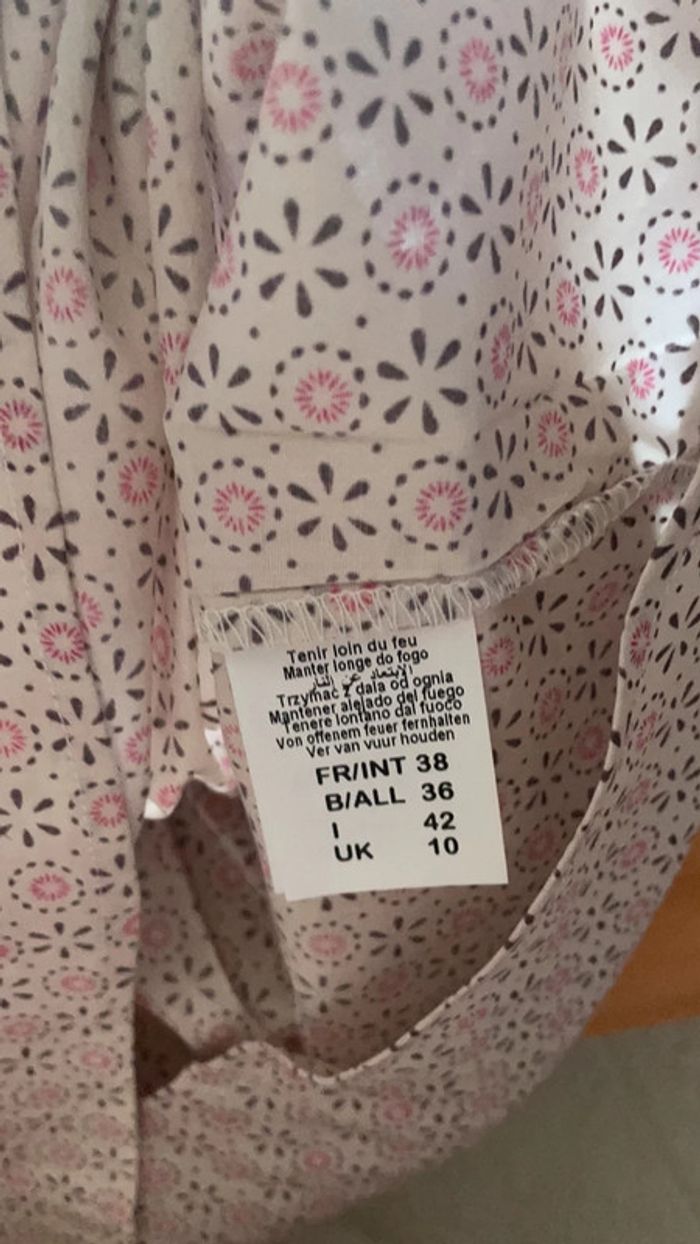 Tenir loin du feu
Manter longe do fogo
الابتعاد عن النار
Trzymac z dala od ognia
Mantener alejado del fuego
Tenere lontano dal fuoco
Von offenem feuer fernhalten
Ver van vuur houden
FR/INT 38
B/ALL 36
I 42
UK 10